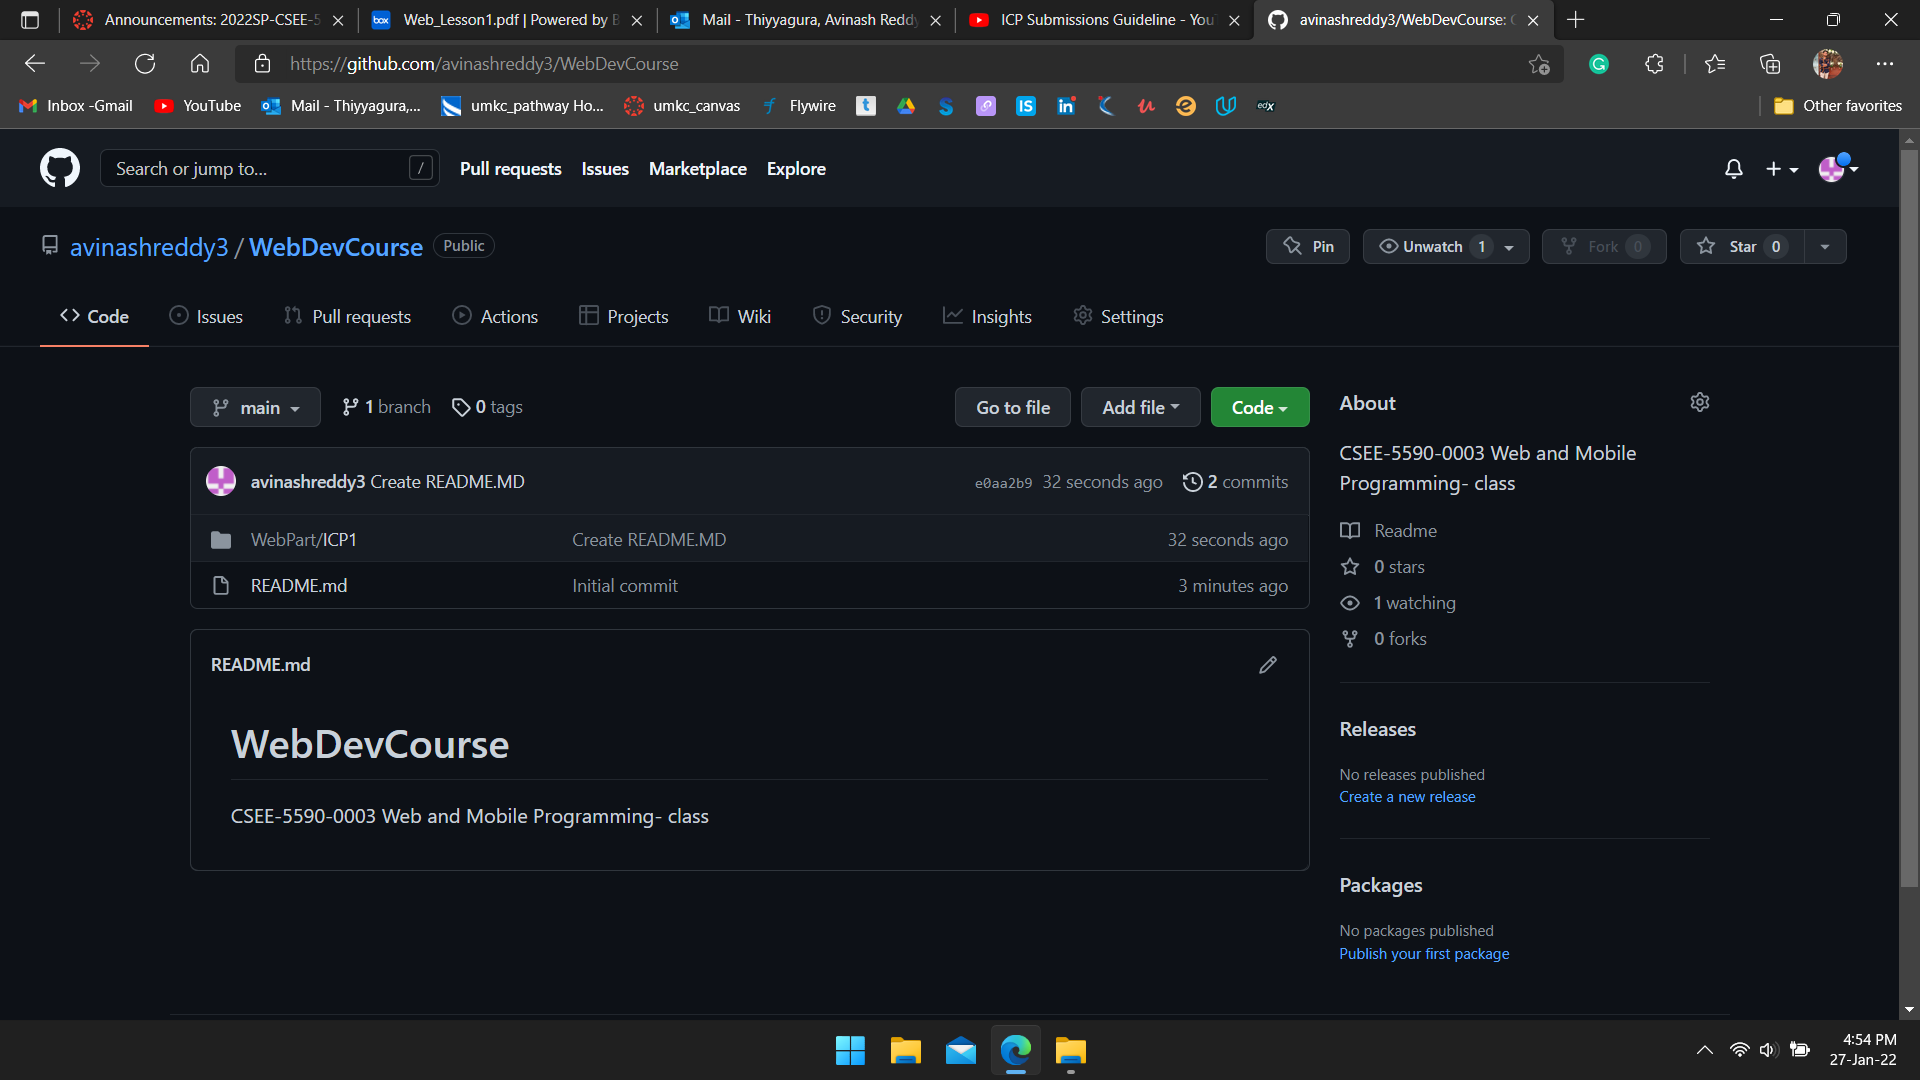 Announcements: 2022SP-CSEE-5
Web_Lesson1.pdf | Powered by B
Mail - Thiyyagura, Avinash Reddy
ICP Submissions Guideline - You
avinashreddy3/WebDevCourse: C
https://github.com/avinashreddy3/WebDevCourse
Inbox -Gmail
YouTube
Mail - Thiyyagura,...
umkc_pathway Ho...
umkc_canvas
Flywire
Other favorites
Search or jump to...
/
Pull requests
Issues
Marketplace
Explore
avinashreddy3 / WebDevCourse
Public
Pin
Unwatch 1
Fork 0
Star 0
Code
Issues
Pull requests
Actions
Projects
Wiki
Security
Insights
Settings
main
1 branch
0 tags
Go to file
Add file
Code
avinashreddy3 Create README.MD
e0aa2b9 32 seconds ago
2 commits
WebPart/ICP1
Create README.MD
32 seconds ago
README.md
Initial commit
3 minutes ago
README.md
WebDevCourse
CSEE-5590-0003 Web and Mobile Programming- class
About
CSEE-5590-0003 Web and Mobile
Programming- class
Readme
0 stars
1 watching
0 forks
Releases
No releases published
Create a new release
Packages
No packages published
Publish your first package
4:54 PM
27-Jan-22